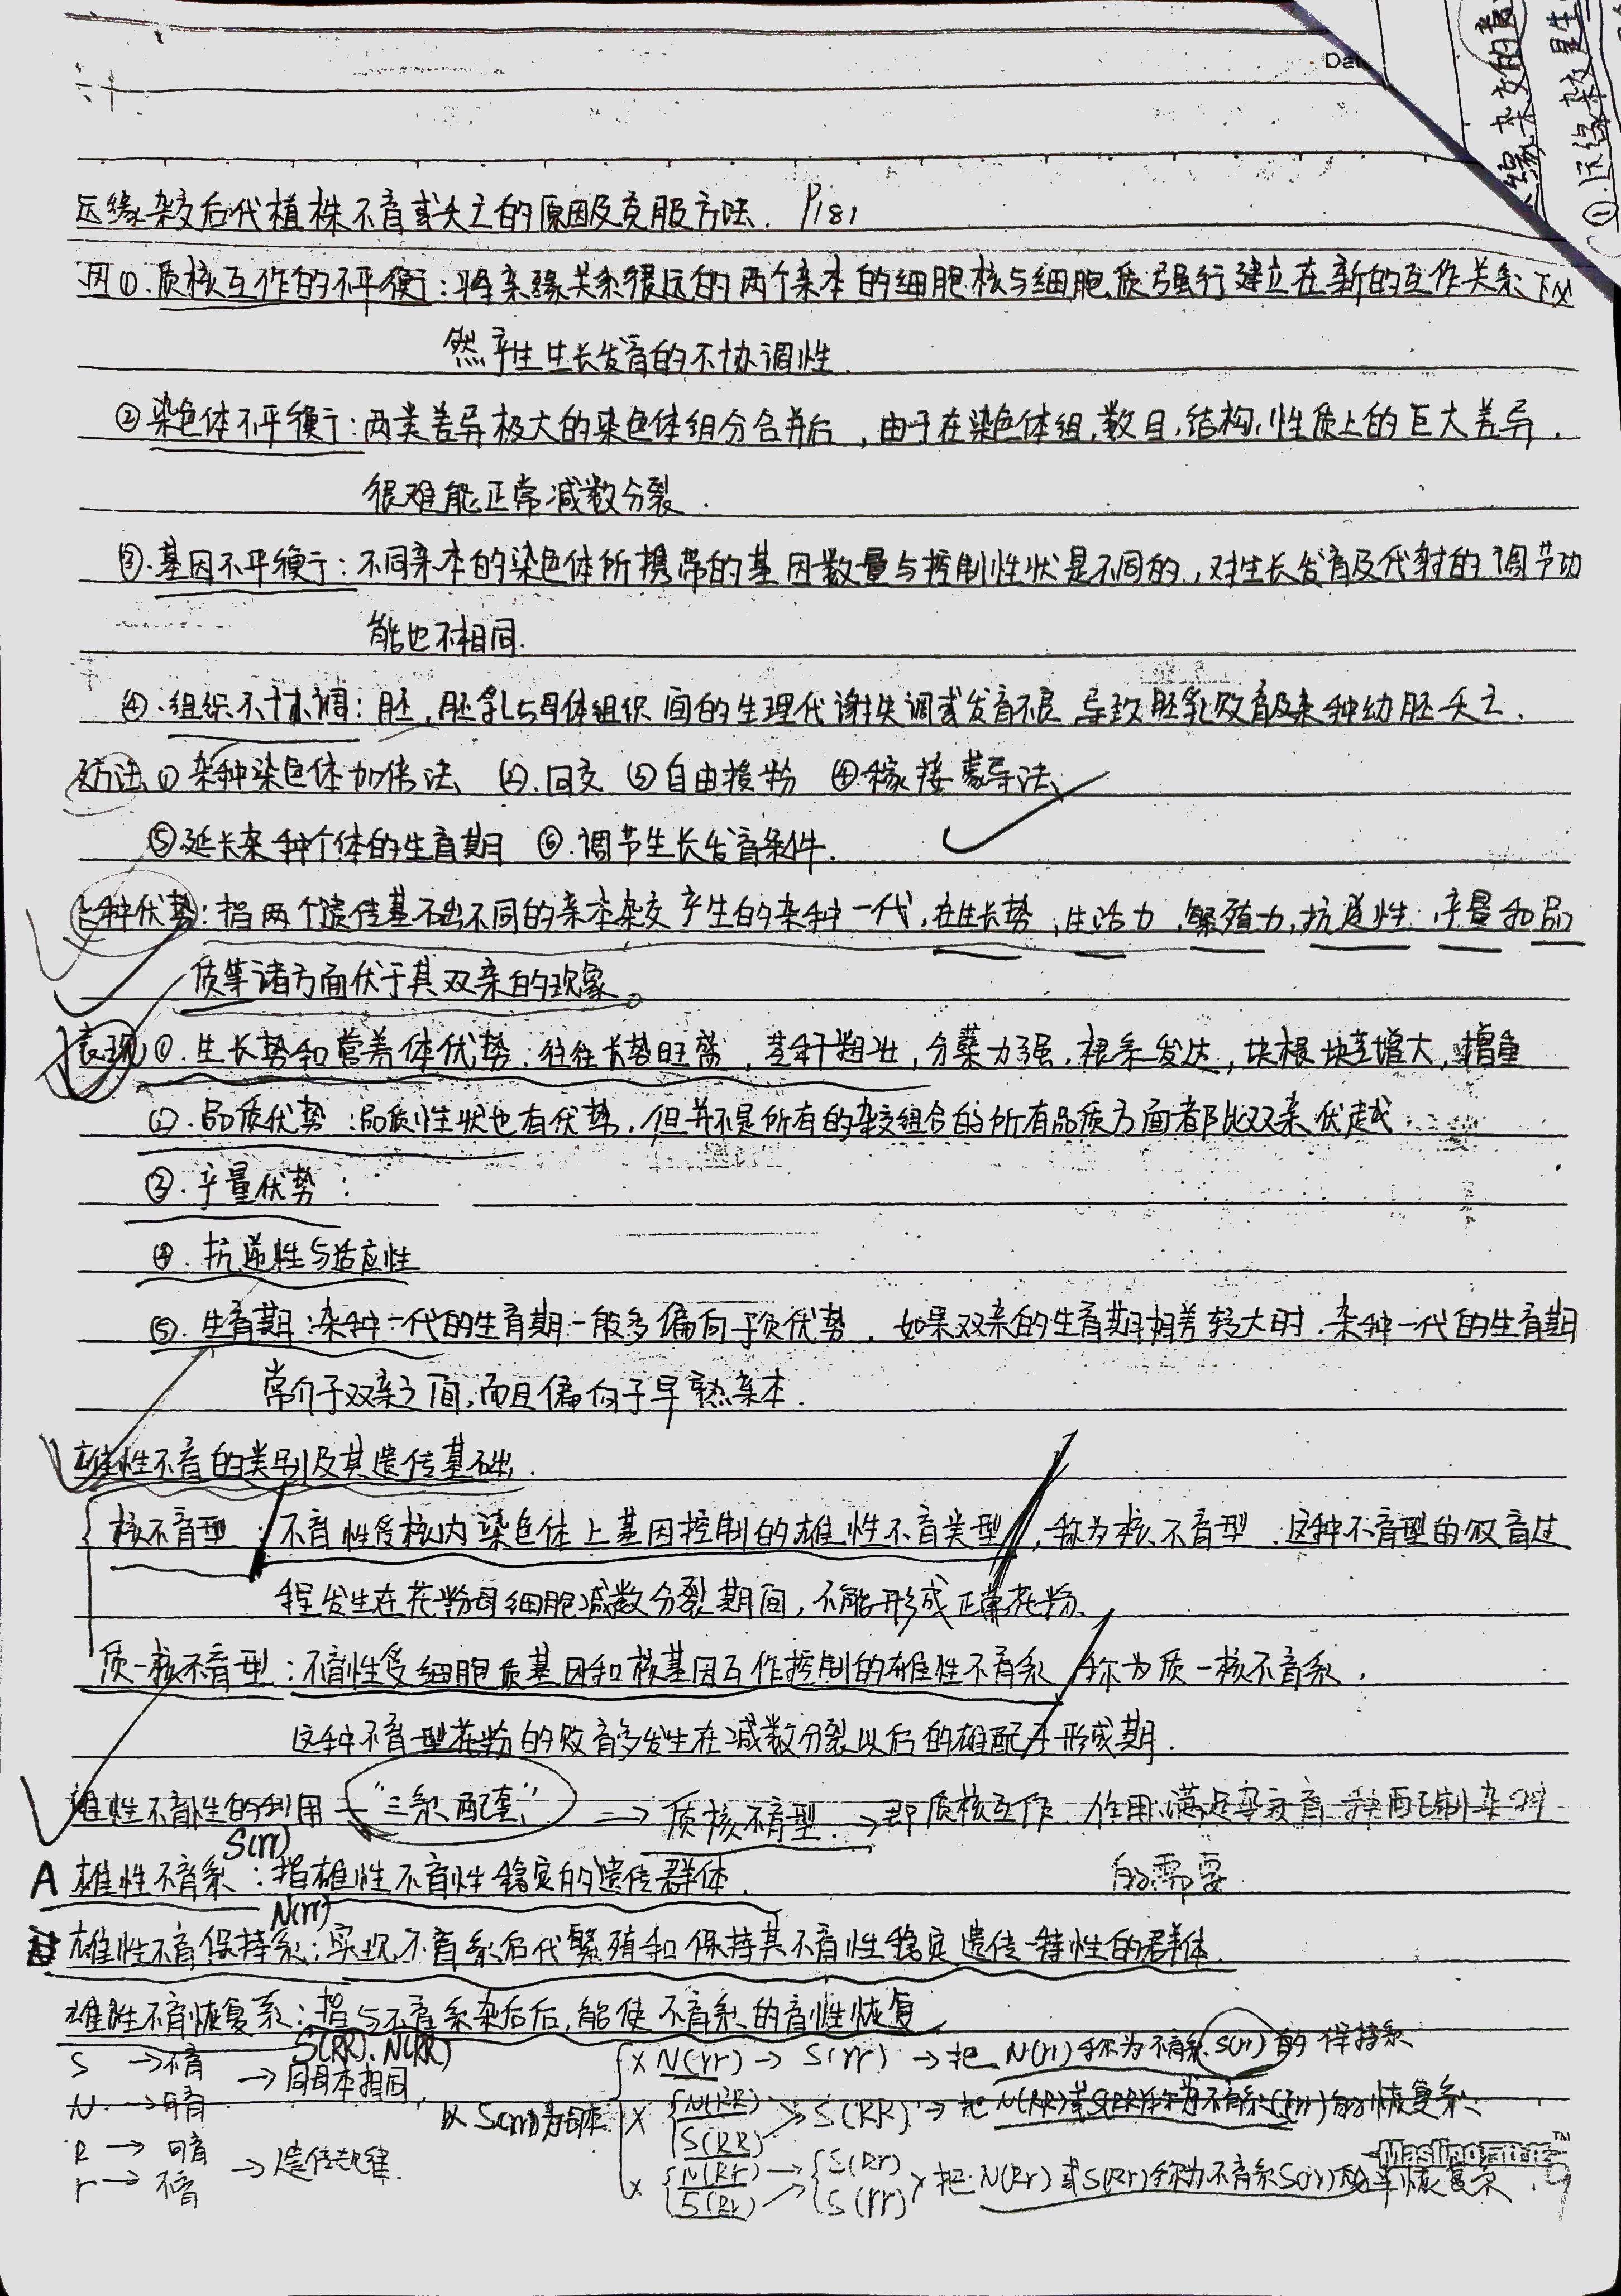 Dat
缘杂交的意
①.远缘杂交是生
远缘杂交后代植株不育或夭亡的原因及克服方法. P181
因①.质核互作的不平衡:将亲缘关系很远的两个亲本的细胞核与细胞质强行建立在新的互作关系下必
然产生生长发育的不协调性.
②染色体不平衡:两类差异极大的染色体组分合并后,由于在染色体组,数目,结构,性质上的巨大差异.
很难能正常减数分裂.
③.基因不平衡:不同亲本的染色体所携带的基因数量与控制性状是不同的,对生长发育及代射的调节功
能也不相同.
④.组织不协调:胚,胚乳与母体组织间的生理代谢失调或发育不良导致胚乳败育及杂种幼胚夭亡.
方法①杂种染色体加倍法 ②.回交 ③自由授粉 ④.稼接蒙导法
⑤延长杂种个体的生育期 ⑥.调节生长发育条件.
杂种优势:指两个遗传基础不同的亲本杂交产生的杂种一代,在生长势,生活力,繁殖力,抗逆性.产量和品
质等诸方面优于其双亲的现象。
表现①.生长势和营养体优势:往往长势旺盛,茎秆粗壮,分蘖力强,根系发达,块根块茎增大,增重
②.品质优势:品质性状也有优势,但并不是所有的杂交组合的所有品质方面都比双亲优越.
③.产量优势:
④.抗逆性与适应性
⑤.生育期:杂种一代的生育期一般多偏向于负优势,如果双亲的生育期相差较大时.杂种一代的生育期
常介于双亲之间,而且偏向于早熟亲本.
雄性不育的类别及其遗传基础.
核不育型:不育性受核内染色体上基因控制的雄性不育类型,称为核不育型.这种不育型的败育过
程发生在花粉母细胞减数分裂期间,不能形成正常花粉.
质-核不育型:不育性受细胞质基因和核基因互作控制的雄性不育系 称为质-核不育系,
这种不育型花粉的败育多发生在减数分裂以后的雄配子形成期.
雄性不育性的利用—"三系配套" ⇒质核不育型.→即质核互作.作用.满足
的需要
S(rr)
A 雄性不育系:指雄性不育性稳定的遗传群体.
N(rr)
雄性不育保持系:实现不育系后代繁殖和保持其不育性稳定遗传特性的群体.
雄胜不育恢复系:指与不育系杂后后,能使不育系的育性恢复
S(RR).N(RR)
S →不育
N →可育
→同母本相同,
R → 可育
r → 不育
→遗传规律.
以S(rr)为母本
× N(rr) → S(rr) → 把 N(rr)称为不育系S(rr)的保持系
× N(RR) S(RR) → S(RR) → 把N(RR)或S(RR)称为不育系S(rr)的恢复系.
× N(Rr) S(Rr) → S(Rr) S(rr) 把N(Rr)或S(Rr)称为不育系S(rr)的半恢复系.